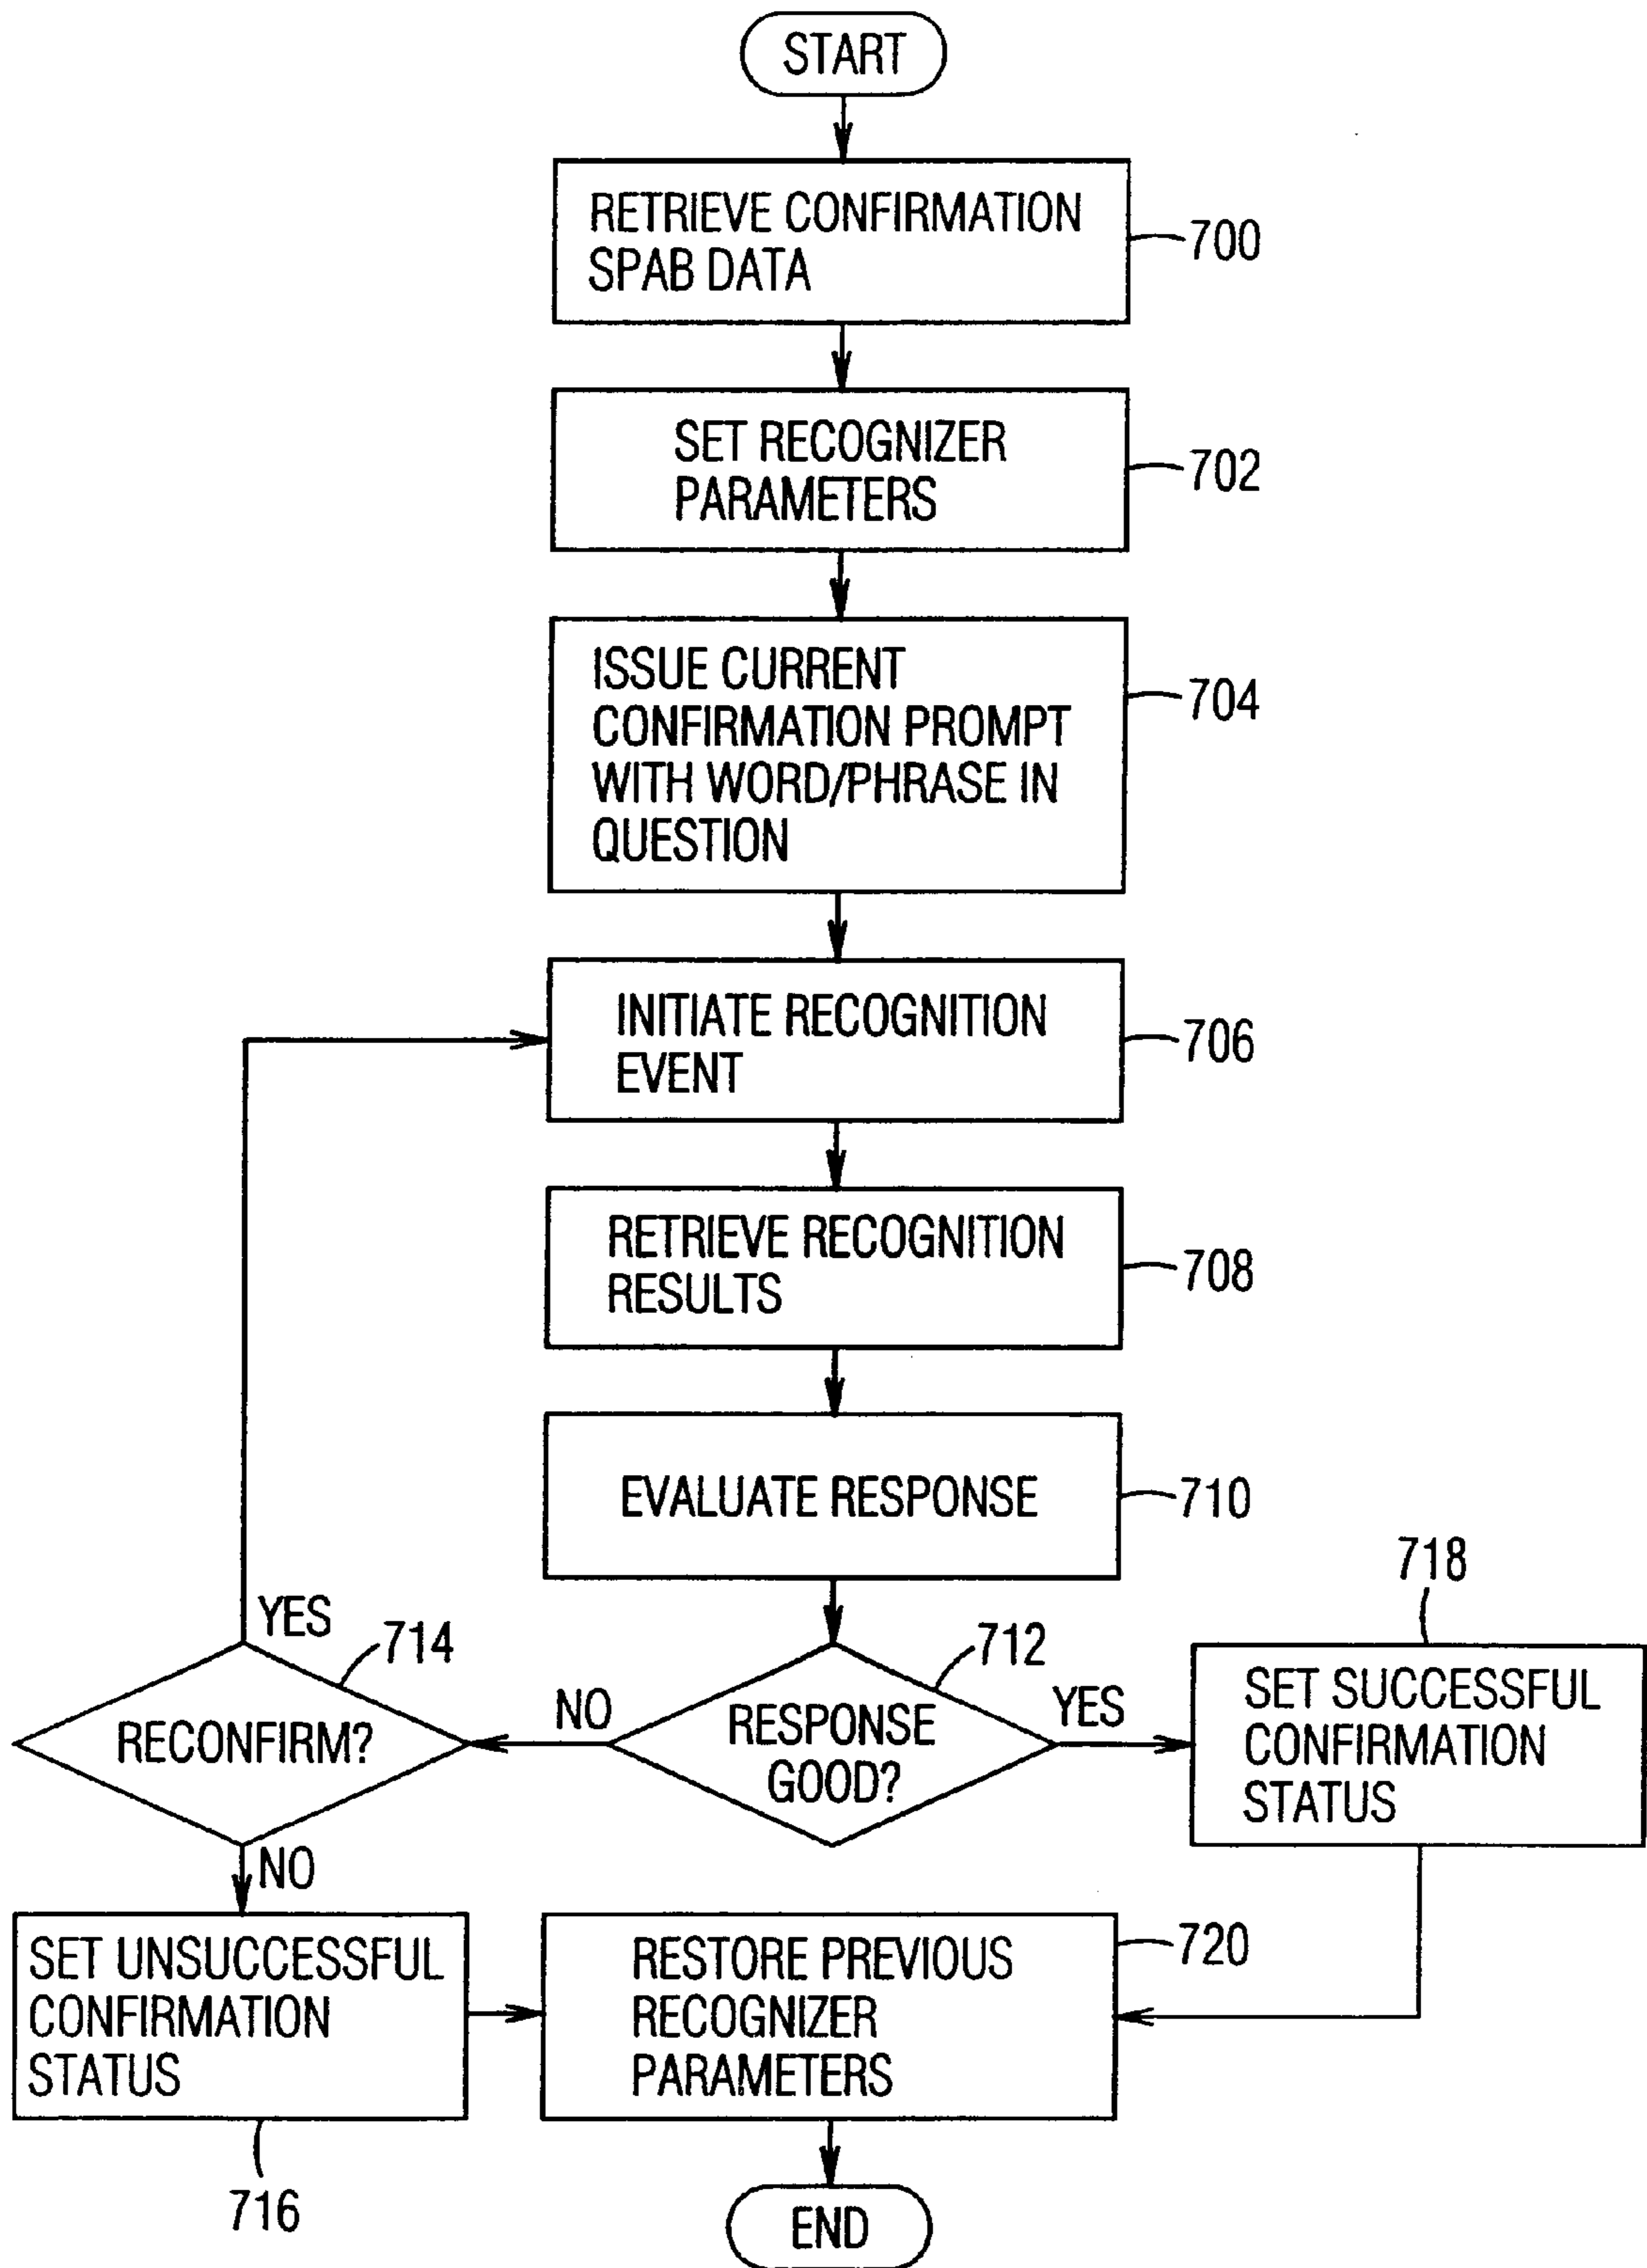 START
RETRIEVE CONFIRMATION
SPAB DATA
700
SET RECOGNIZER
PARAMETERS
702
ISSUE CURRENT
CONFIRMATION PROMPT
WITH WORD/PHRASE IN
QUESTION
704
INITIATE RECOGNITION
EVENT
706
RETRIEVE RECOGNITION
RESULTS
708
EVALUATE RESPONSE
710
718
YES
714
712
RECONFIRM?
NO
RESPONSE
GOOD?
YES
SET SUCCESSFUL
CONFIRMATION
STATUS
NO
SET UNSUCCESSFUL
CONFIRMATION
STATUS
716
RESTORE PREVIOUS
RECOGNIZER
PARAMETERS
720
END